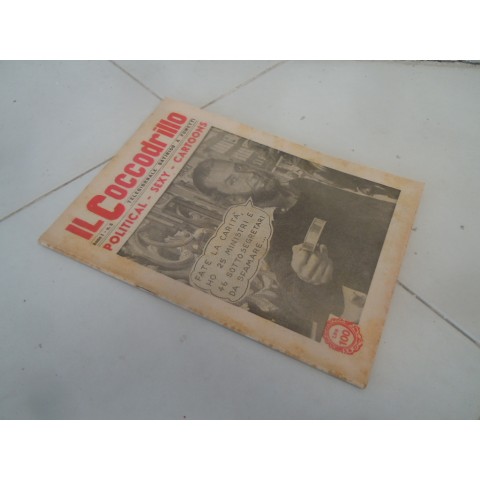 IL Coccodrillo
POLITICAL - SEXY - CARTOONS
FATE LA CARITÀ,
HO 25 MINISTRI E
46 SOTTOSEGRETARI
DA SFAMARE
100